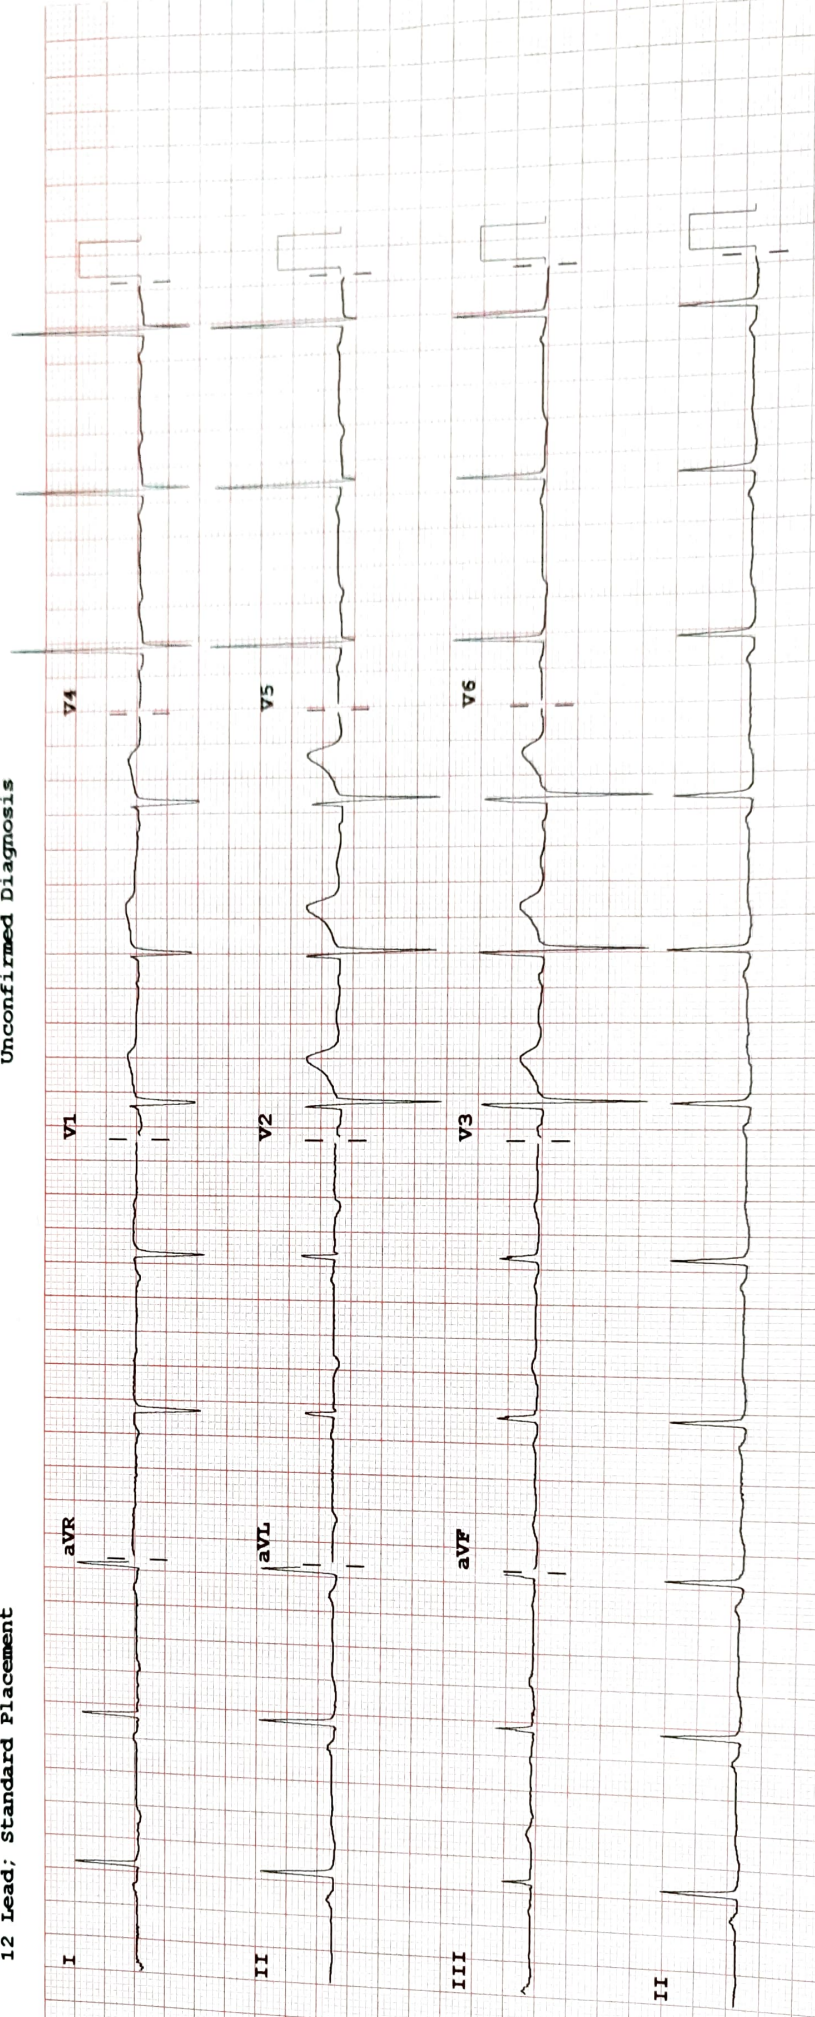 12 Lead; Standard Placement
Unconfirmed Diagnosis
I
aVR
V1
V4
II
aVL
V2
V5
III
aVF
V3
V6
II